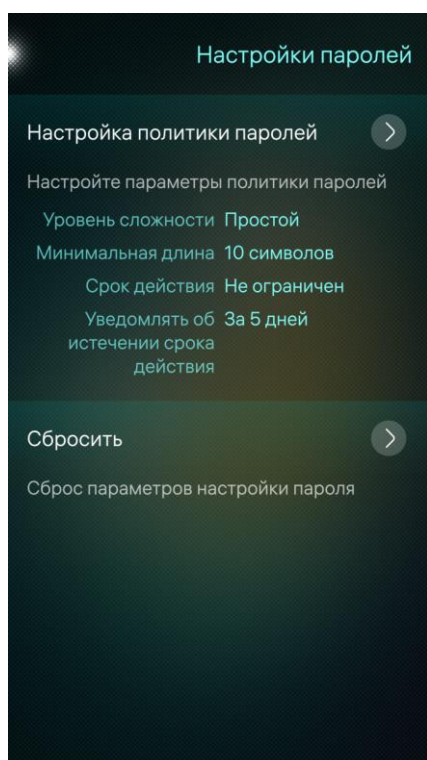 Настройки паролей
Настройка политики паролей
Настройте параметры политики паролей
Уровень сложности Простой
Минимальная длина 10 символов
Срок действия Не ограничен
Уведомлять об За 5 дней
истечении срока
действия
Сбросить
Сброс параметров настройки пароля